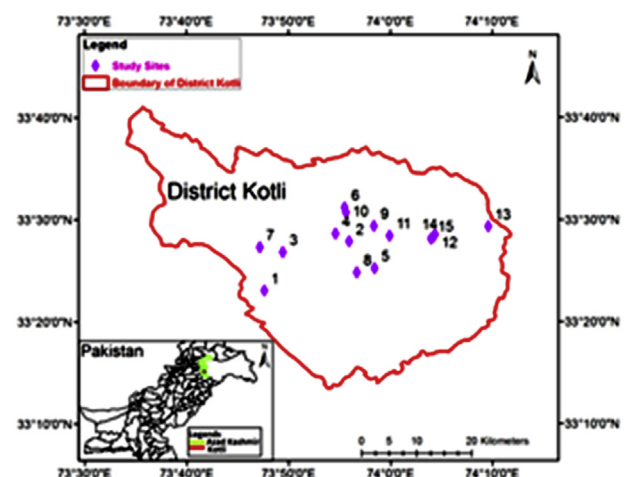 73°30'0"E 73°40'0"E 73°50'0"E 74°0'0"E 74°10'0"E
Legend
Study Sites
Boundary of District Kotli
N
33°40'0"N 33°40'0"N
District Kotli
6
10
9
13
33°30'0"N 33°30'0"N
4
2
11
14
15
12
7
3
8
5
1
33°20'0"N 33°20'0"N
Pakistan
N
33°10'0"N 33°10'0"N
Legends
Azad Kashmir
Kotli
0 5 10 20 Kilometers
73°30'0"E 73°40'0"E 73°50'0"E 74°0'0"E 74°10'0"E